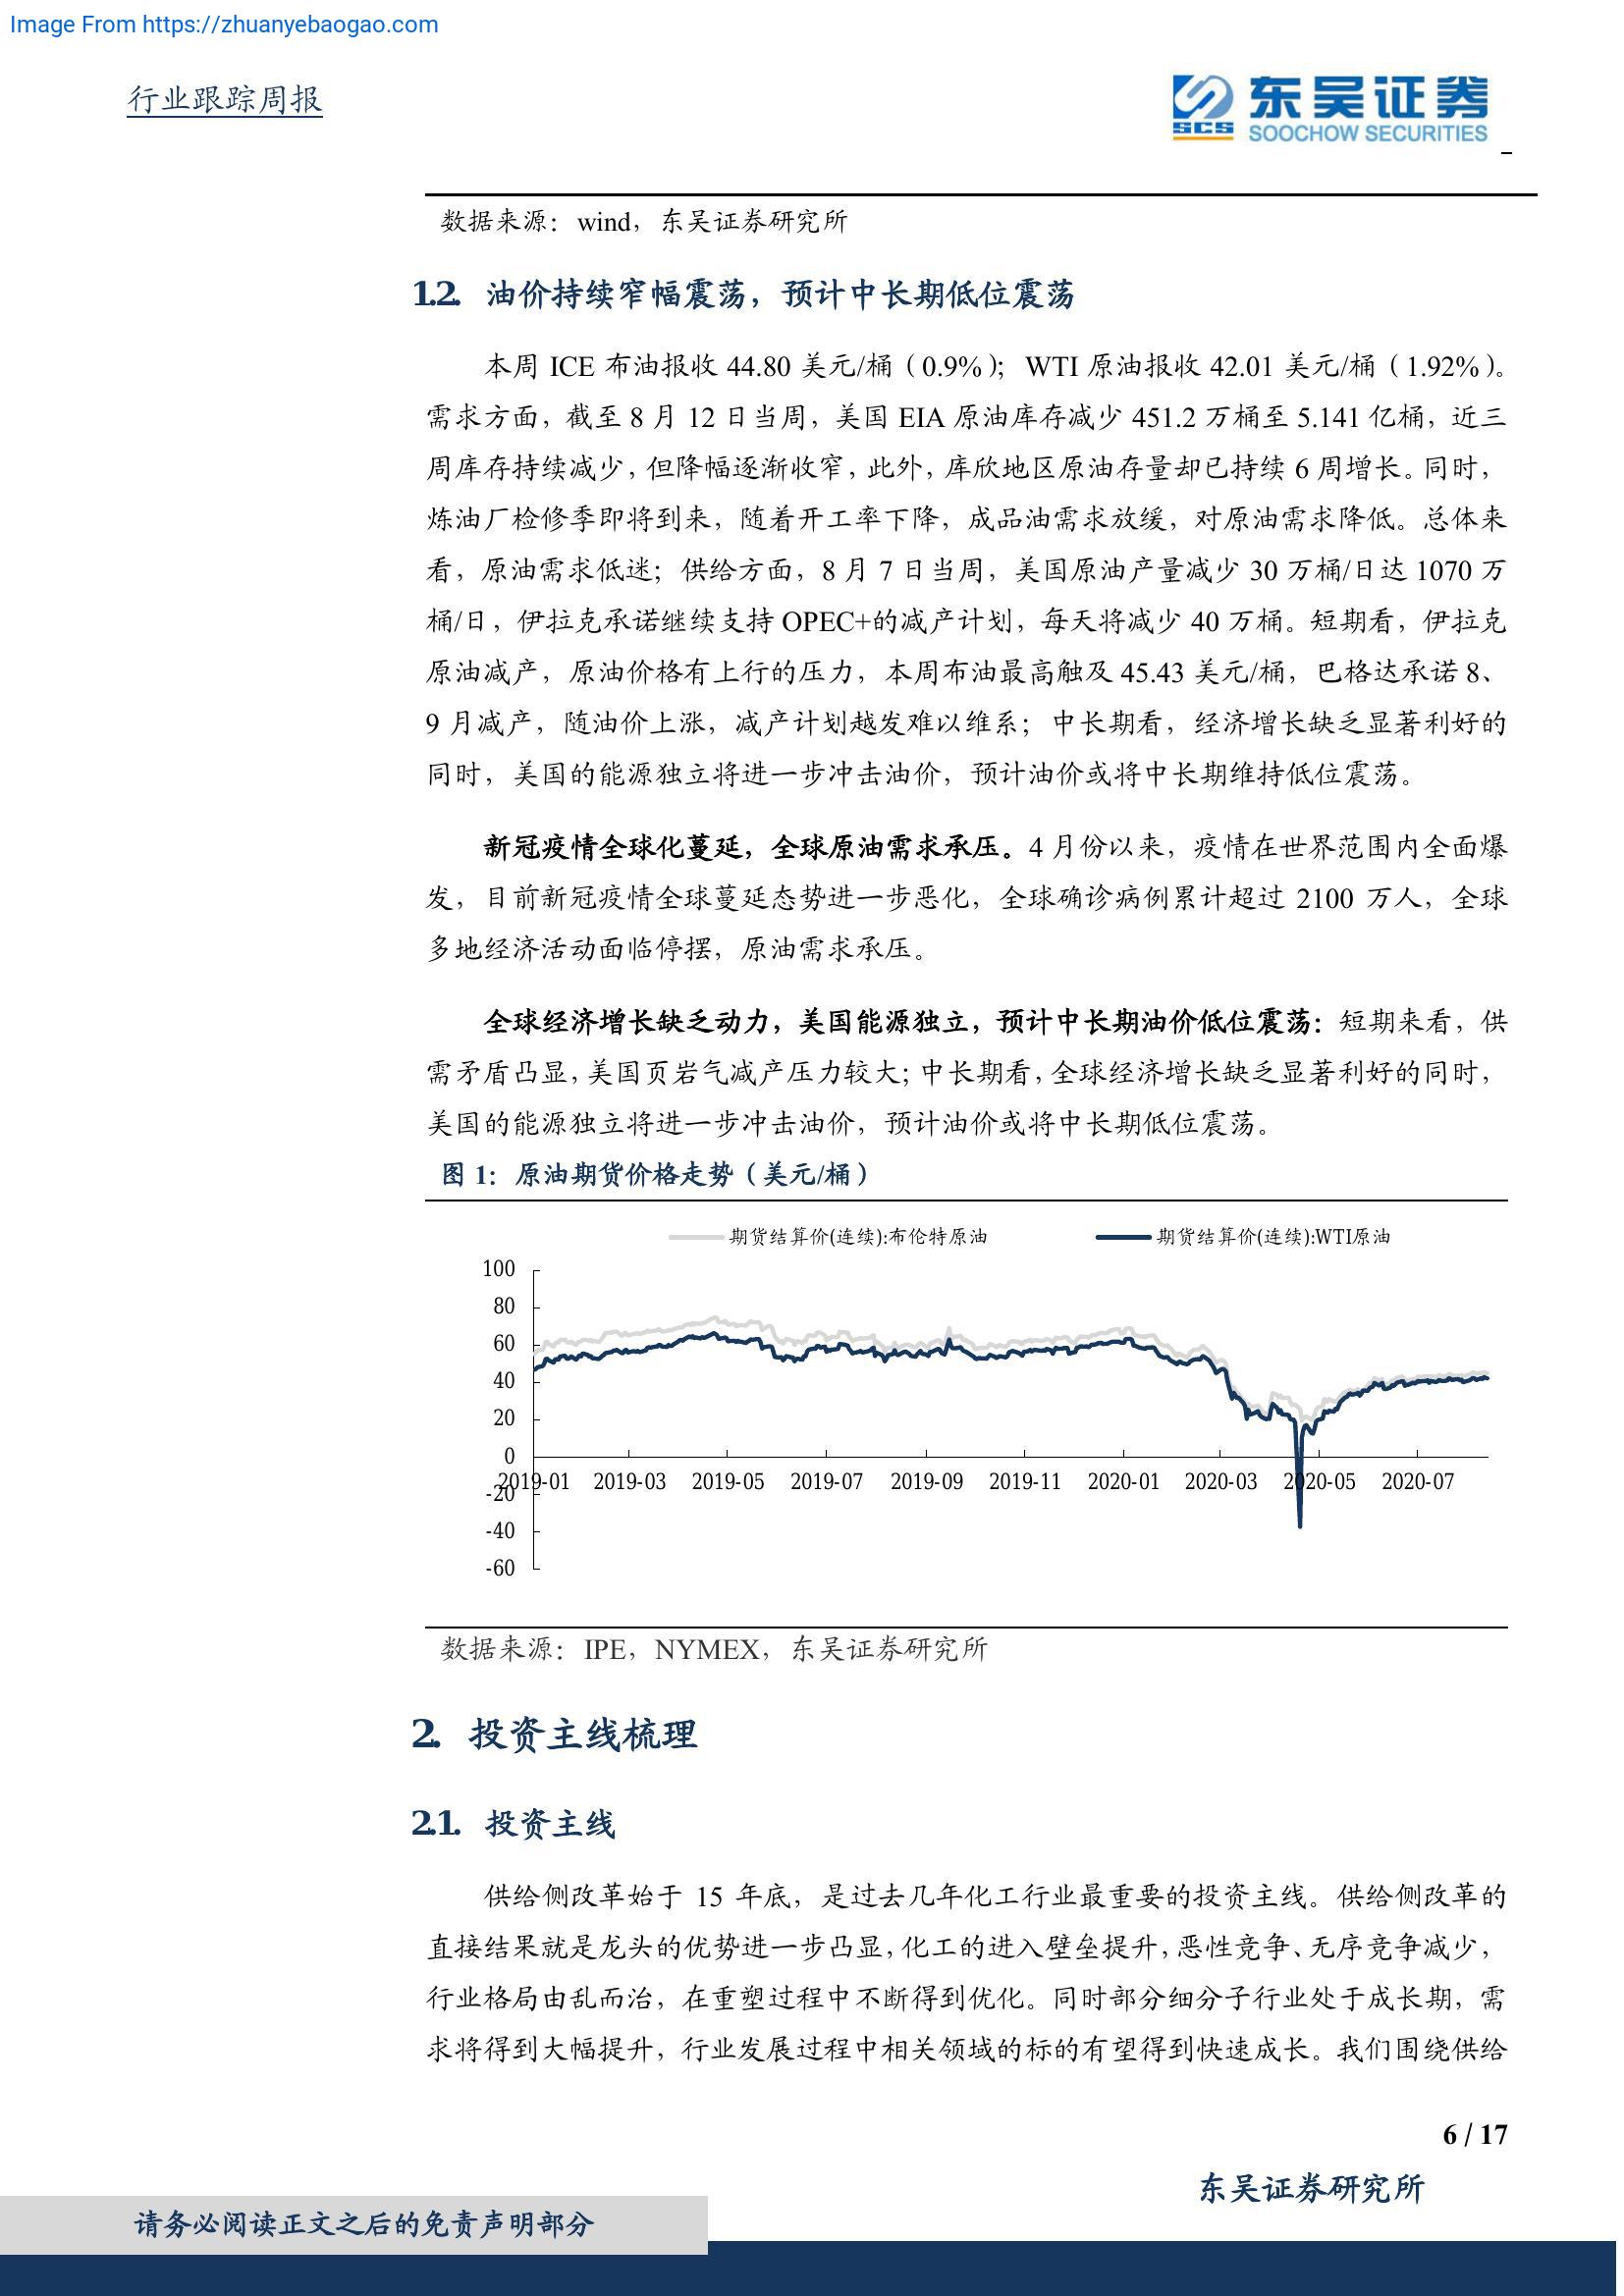 Image From https://zhuanyebaogao.com
行业跟踪周报
东吴证券
SCS
SOOCHOW SECURITIES
数据来源：wind，东吴证券研究所
1.2. 油价持续窄幅震荡，预计中长期低位震荡
本周 ICE 布油报收 44.80 美元/桶（0.9%）；WTI 原油报收 42.01 美元/桶（1.92%）。
需求方面，截至 8 月 12 日当周，美国 EIA 原油库存减少 451.2 万桶至 5.141 亿桶，近三
周库存持续减少，但降幅逐渐收窄，此外，库欣地区原油存量却已持续 6 周增长。同时，
炼油厂检修季即将到来，随着开工率下降，成品油需求放缓，对原油需求降低。总体来
看，原油需求低迷；供给方面，8 月 7 日当周，美国原油产量减少 30 万桶/日达 1070 万
桶/日，伊拉克承诺继续支持 OPEC+的减产计划，每天将减少 40 万桶。短期看，伊拉克
原油减产，原油价格有上行的压力，本周布油最高触及 45.43 美元/桶，巴格达承诺 8、
9 月减产，随油价上涨，减产计划越发难以维系；中长期看，经济增长缺乏显著利好的
同时，美国的能源独立将进一步冲击油价，预计油价或将中长期维持低位震荡。
新冠疫情全球化蔓延，全球原油需求承压。4 月份以来，疫情在世界范围内全面爆
发，目前新冠疫情全球蔓延态势进一步恶化，全球确诊病例累计超过 2100 万人，全球
多地经济活动面临停摆，原油需求承压。
全球经济增长缺乏动力，美国能源独立，预计中长期油价低位震荡：短期来看，供
需矛盾凸显，美国页岩气减产压力较大；中长期看，全球经济增长缺乏显著利好的同时，
美国的能源独立将进一步冲击油价，预计油价或将中长期低位震荡。
图 1：原油期货价格走势（美元/桶）
期货结算价(连续):布伦特原油 期货结算价(连续):WTI原油
100
80
60
40
20
0
2019-01 2019-03 2019-05 2019-07 2019-09 2019-11 2020-01 2020-03 2020-05 2020-07
-20
-40
-60
数据来源：IPE，NYMEX，东吴证券研究所
2. 投资主线梳理
2.1. 投资主线
供给侧改革始于 15 年底，是过去几年化工行业最重要的投资主线。供给侧改革的
直接结果就是龙头的优势进一步凸显，化工的进入壁垒提升，恶性竞争、无序竞争减少，
行业格局由乱而治，在重塑过程中不断得到优化。同时部分细分子行业处于成长期，需
求将得到大幅提升，行业发展过程中相关领域的标的有望得到快速成长。我们围绕供给
6 / 17
东吴证券研究所
请务必阅读正文之后的免责声明部分